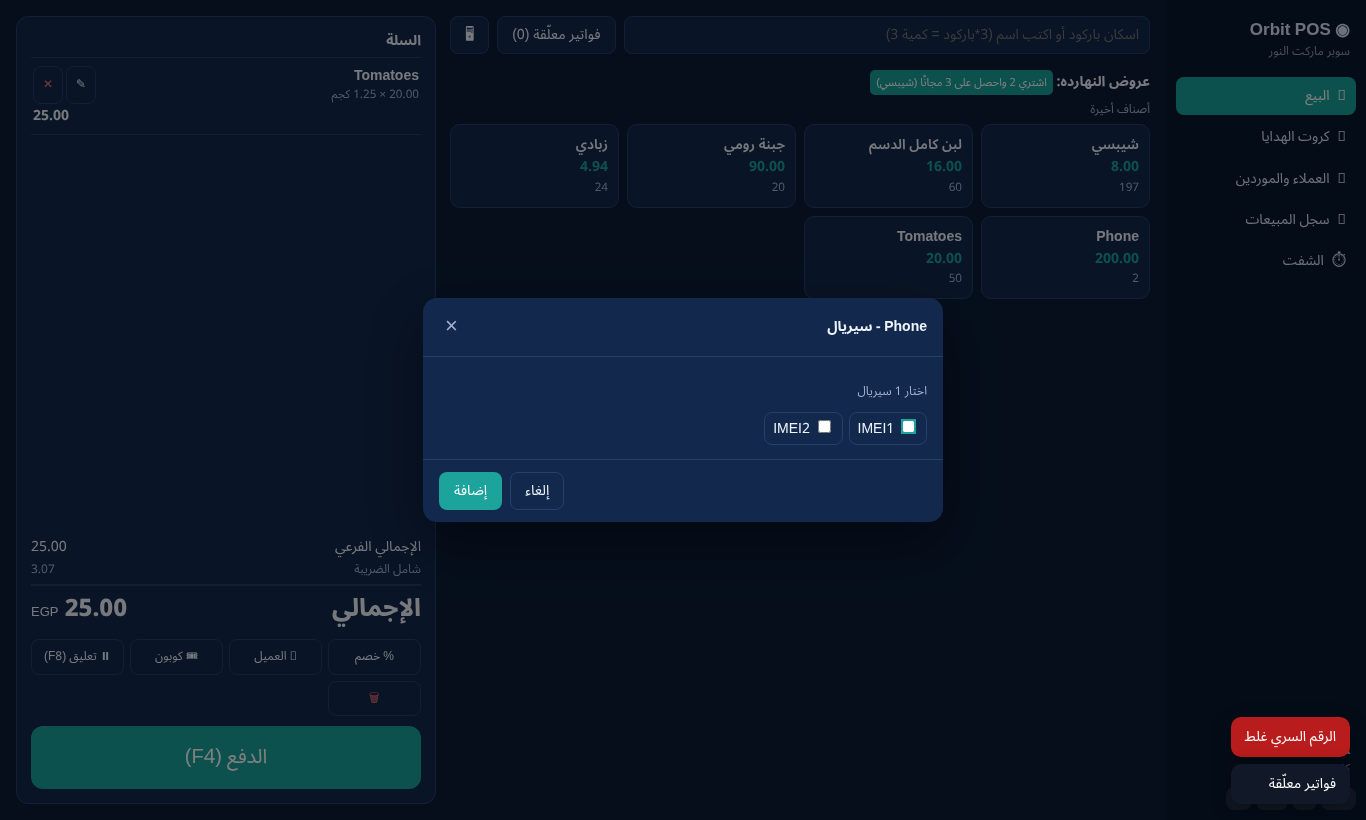 ◉ Orbit POS
سوبر ماركت النور
البيع
كروت الهدايا
العملاء والموردين
سجل المبيعات
⏱ الشفت
اسكان باركود أو اكتب اسم (3*باركود = كمية 3)
فواتير معلّقة (0)
عروض النهارده: اشتري 2 واحصل على 3 مجانًا (شيبسي)
أصناف أخيرة
شيبسي
8.00
197
لبن كامل الدسم
16.00
60
جبنة رومي
90.00
20
زبادي
4.94
24
Phone
200.00
2
Tomatoes
20.00
50
السلة
Tomatoes
20.00 × 1.25 كجم
25.00
Phone - سيريال
اختار 1 سيريال
IMEI1
IMEI2
إلغاء
إضافة
الإجمالي الفرعي 25.00
شامل الضريبة 3.07
الإجمالي 25.00 EGP
% خصم
العميل
كوبون
⏸ تعليق (F8)
الدفع (F4)
الرقم السري غلط
فواتير معلّقة